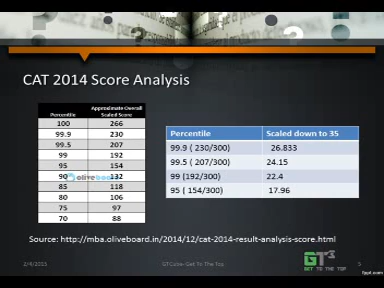 CAT 2014 Score Analysis
Percentile Approximate Overall Scaled Score
100 266
99.9 230
99.5 207
99 192
95 154
90 132
85 118
80 106
75 97
70 88
oliveboard
Percentile Scaled down to 35
99.9 ( 230/300) 26.833
99.5 ( 207/300) 24.15
99 (192/300) 22.4
95 ( 154/300) 17.96
Source: http://mba.oliveboard.in/2014/12/cat-2014-result-analysis-score.html
2/4/2015 GTCube- Get To The Top 5
GT3
GET TO THE TOP
fppt.com